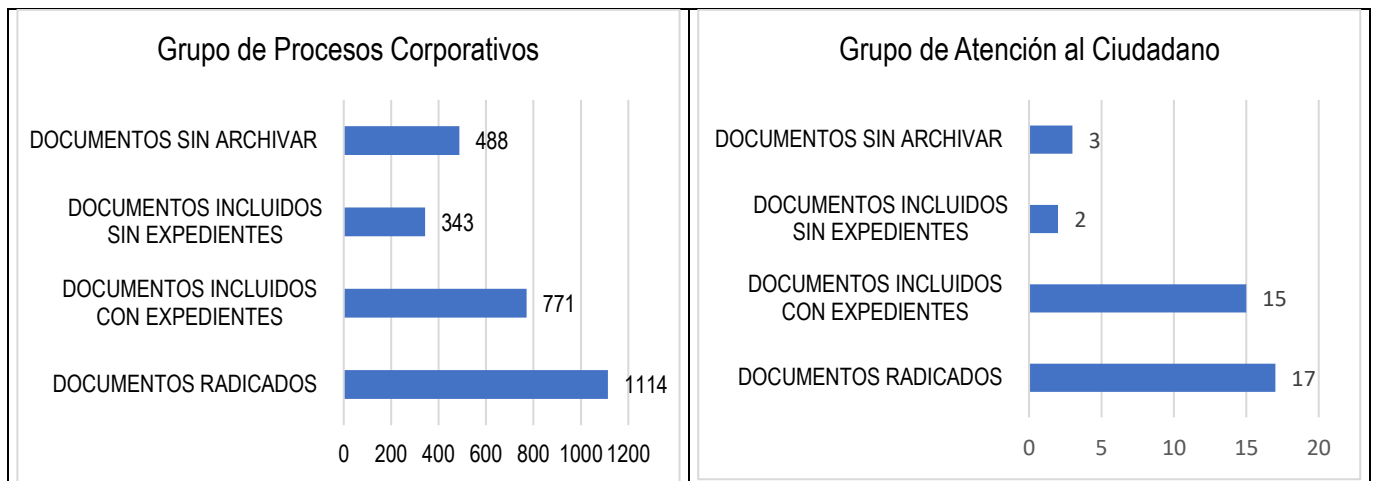 Grupo de Procesos Corporativos
DOCUMENTOS SIN ARCHIVAR
488
DOCUMENTOS INCLUIDOS
SIN EXPEDIENTES
343
DOCUMENTOS INCLUIDOS
CON EXPEDIENTES
771
DOCUMENTOS RADICADOS
1114
0 200 400 600 800 1000 1200
Grupo de Atención al Ciudadano
DOCUMENTOS SIN ARCHIVAR
3
DOCUMENTOS INCLUIDOS
SIN EXPEDIENTES
2
DOCUMENTOS INCLUIDOS
CON EXPEDIENTES
15
DOCUMENTOS RADICADOS
17
0 5 10 15 20